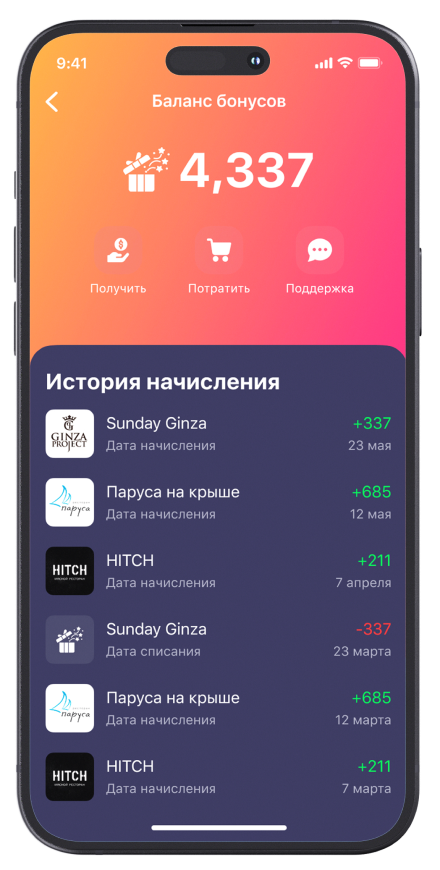 9:41
Баланс бонусов
4,337
Получить
Потратить
Поддержка
История начисления
GINZA
PROJECT
Sunday Ginza
+337
Дата начисления
23 мая
паруса
Паруса на крыше
+685
Дата начисления
12 мая
HITCH
HITCH
+211
Дата начисления
7 апреля
Sunday Ginza
-337
Дата списания
23 марта
паруса
Паруса на крыше
+685
Дата начисления
12 марта
HITCH
HITCH
+211
Дата начисления
7 марта